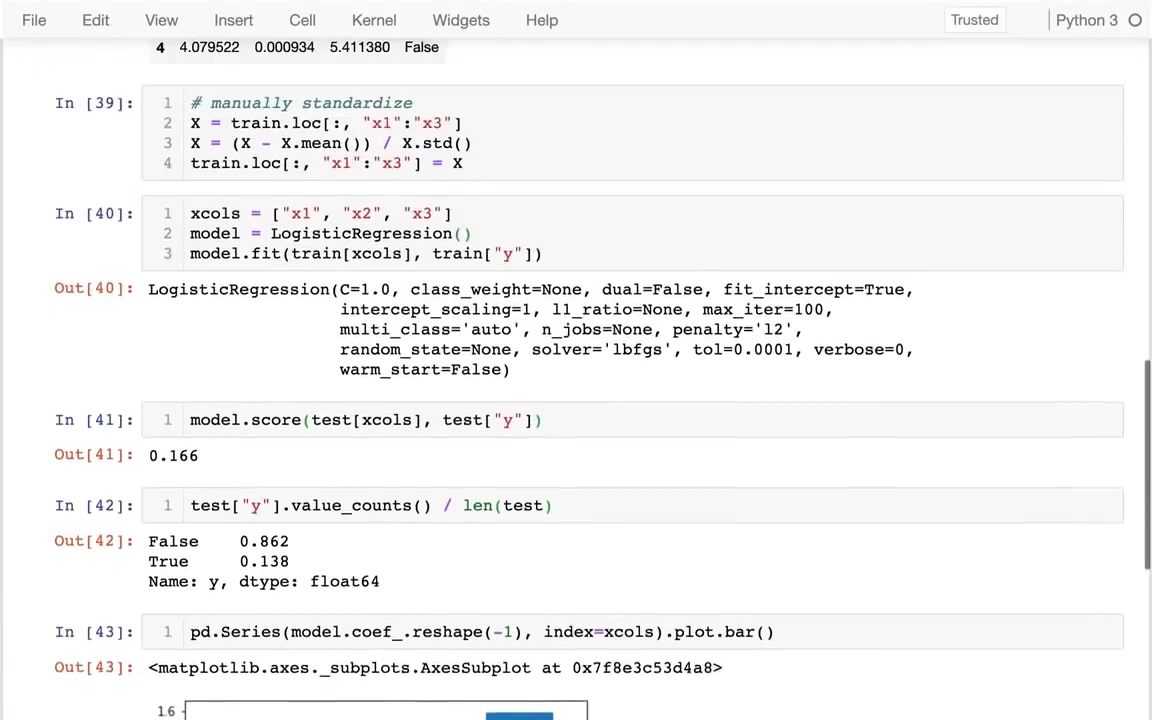 File Edit View Insert Cell Kernel Widgets Help Trusted Python 3
4 4.079522 0.000934 5.411380 False
In [39]: 1 # manually standardize
2 X = train.loc[:, "x1":"x3"]
3 X = (X - X.mean()) / X.std()
4 train.loc[:, "x1":"x3"] = X
In [40]: 1 xcols = ["x1", "x2", "x3"]
2 model = LogisticRegression()
3 model.fit(train[xcols], train["y"])
Out[40]: LogisticRegression(C=1.0, class_weight=None, dual=False, fit_intercept=True,
intercept_scaling=1, l1_ratio=None, max_iter=100,
multi_class='auto', n_jobs=None, penalty='l2',
random_state=None, solver='lbfgs', tol=0.0001, verbose=0,
warm_start=False)
In [41]: 1 model.score(test[xcols], test["y"])
Out[41]: 0.166
In [42]: 1 test["y"].value_counts() / len(test)
Out[42]: False 0.862
True 0.138
Name: y, dtype: float64
In [43]: 1 pd.Series(model.coef_.reshape(-1), index=xcols).plot.bar()
Out[43]: <matplotlib.axes._subplots.AxesSubplot at 0x7f8e3c53d4a8>
1.6